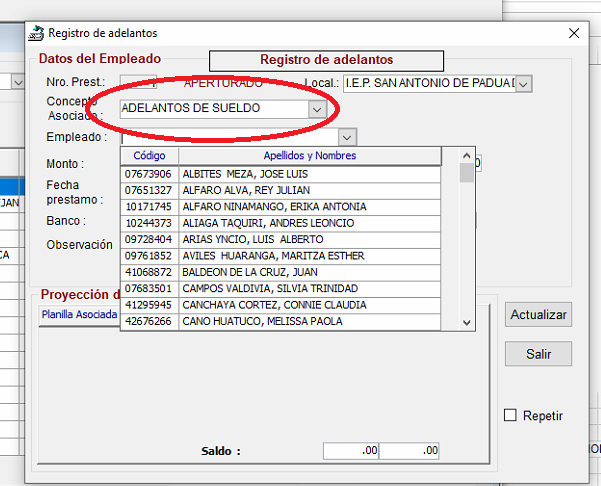 Registro de adelantos
Datos del Empleado
Registro de adelantos
Nro. Prest.: APERTURADO Local.: I.E.P. SAN ANTONIO DE PADUA
Concepto
Asociado: ADELANTOS DE SUELDO
Empleado :
Código Apellidos y Nombres
07673906 ALBITES MEZA, JOSE LUIS
07651327 ALFARO ALVA, REY JULIAN
10171745 ALFARO NINAMANGO, ERIKA ANTONIA
10244373 ALIAGA TAQUIRI, ANDRES LEONCIO
09728404 ARIAS YNCIO, LUIS ALBERTO
09761852 AVILES HUARANGA, MARITZA ESTHER
41068872 BALDEON DE LA CRUZ, JUAN
07683501 CAMPOS VALDIVIA, SILVIA TRINIDAD
41295945 CANCHAYA CORTEZ, CONNIE CLAUDIA
42676266 CANO HUATUCO, MELISSA PAOLA
Monto :
Fecha
prestamo :
Banco :
Observación
Proyección d
Planilla Asociada
Actualizar
Salir
Repetir
Saldo : .00 .00